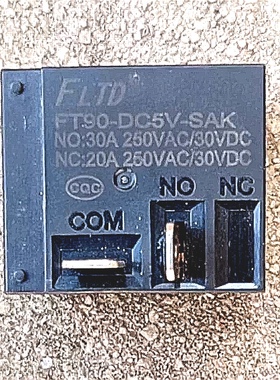 FLTD
FT90-DC5V-SAK
NO:30A 250VAC/30VDC
NC:20A 250VAC/30VDC
CQC
NO NC
COM